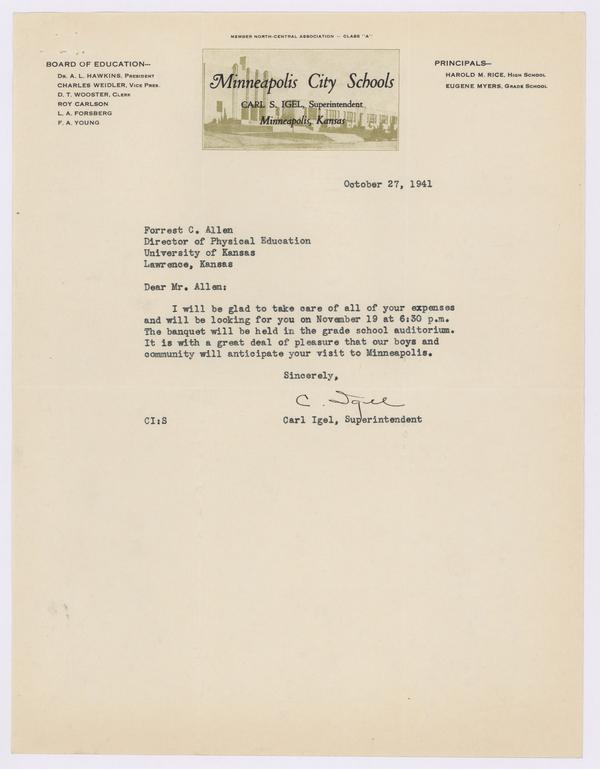 MEMBER NORTH-CENTRAL ASSOCIATION — CLASS "A"
BOARD OF EDUCATION—
DR. A. L. HAWKINS, PRESIDENT
CHARLES WEIDLER, VICE PRES.
D. T. WOOSTER, CLERK
ROY CARLSON
L. A. FORSBERG
F. A. YOUNG
Minneapolis City Schools
CARL S. IGEL, Superintendent
Minneapolis, Kansas
PRINCIPALS—
HAROLD M. RICE, HIGH SCHOOL
EUGENE MYERS, GRADE SCHOOL
October 27, 1941
Forrest C. Allen
Director of Physical Education
University of Kansas
Lawrence, Kansas
Dear Mr. Allen:
I will be glad to take care of all of your expenses
and will be looking for you on November 19 at 6:30 p.m.
The banquet will be held in the grade school auditorium.
It is with a great deal of pleasure that our boys and
community will anticipate your visit to Minneapolis.
Sincerely,
C. Igel
CI:S Carl Igel, Superintendent